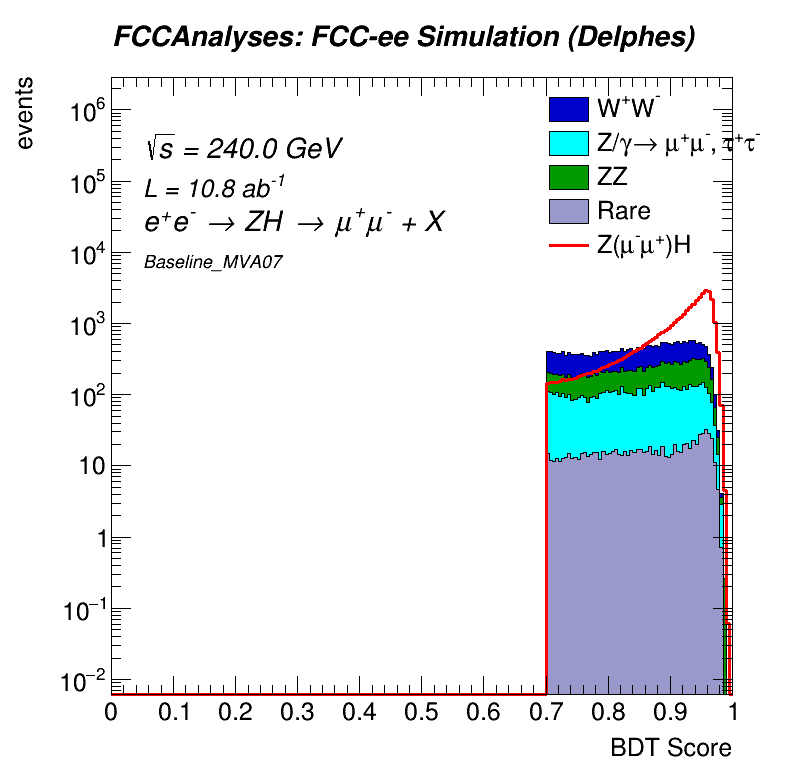 FCCAnalyses: FCC-ee Simulation (Delphes)
events
10⁶
10⁵
10⁴
10³
10²
10
1
10⁻¹
10⁻²
√s = 240.0 GeV
L = 10.8 ab⁻¹
e⁺e⁻ → ZH → μ⁺μ⁻ + X
Baseline_MVA07
W⁺W⁻
Z/γ→ μ⁺μ⁻, τ⁺τ⁻
ZZ
Rare
Z(μ⁻μ⁺)H
0 0.1 0.2 0.3 0.4 0.5 0.6 0.7 0.8 0.9 1
BDT Score